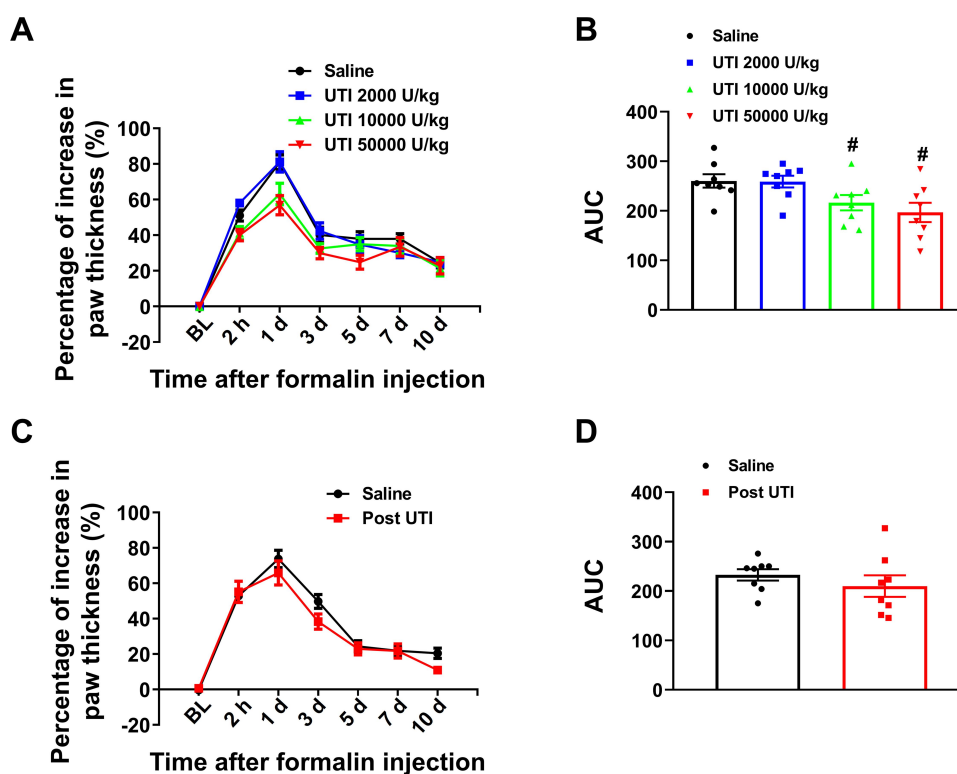 A
Saline
UTI 2000 U/kg
UTI 10000 U/kg
UTI 50000 U/kg
Percentage of increase in
paw thickness (%)
100
80
60
40
20
0
-20
BL
2 h
1 d
3 d
5 d
7 d
10 d
Time after formalin injection
B
Saline
UTI 2000 U/kg
UTI 10000 U/kg
UTI 50000 U/kg
AUC
400
300
200
100
0
#
#
C
Saline
Post UTI
Percentage of increase in
paw thickness (%)
100
80
60
40
20
0
-20
BL
2 h
1 d
3 d
5 d
7 d
10 d
Time after formalin injection
D
Saline
Post UTI
AUC
400
300
200
100
0